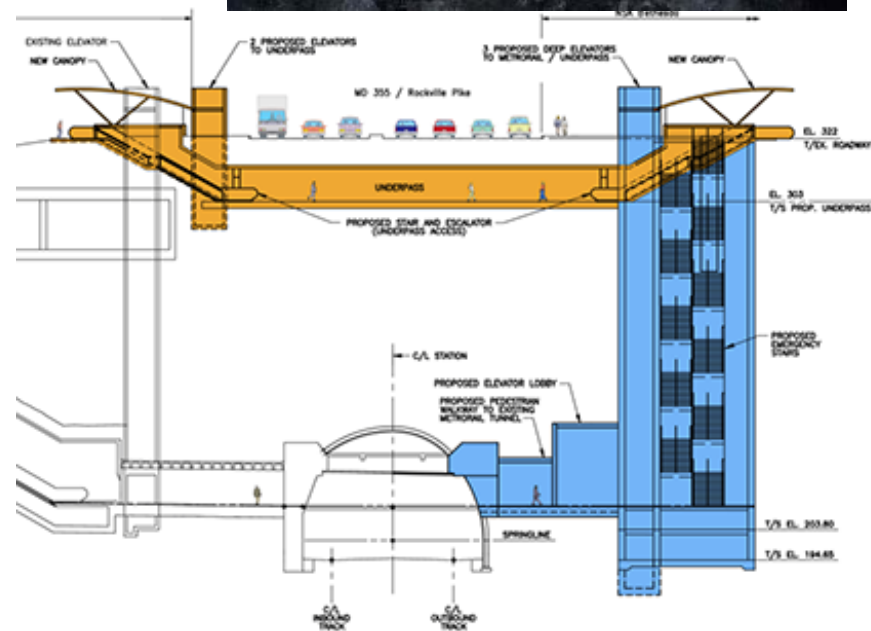 NSA Bethesda
EXISTING ELEVATOR
NEW CANOPY
2 PROPOSED ELEVATORS
TO UNDERPASS
3 PROPOSED DEEP ELEVATORS
TO METRORAIL / UNDERPASS
NEW CANOPY
MD 355 / Rockville Pike
EL. 322
T/EX. ROADWAY
UNDERPASS
EL. 303
T/S PROP. UNDERPASS
PROPOSED STAIR AND ESCALATOR
(UNDERPASS ACCESS)
PROPOSED
EMERGENCY
STAIRS
C/L STATION
PROPOSED ELEVATOR LOBBY
PROPOSED PEDESTRIAN
WALKWAY TO EXISTING
METRORAIL TUNNEL
T/S EL. 203.80
SPRINGLINE
T/S EL. 194.65
C/L
INBOUND
TRACK
C/L
OUTBOUND
TRACK